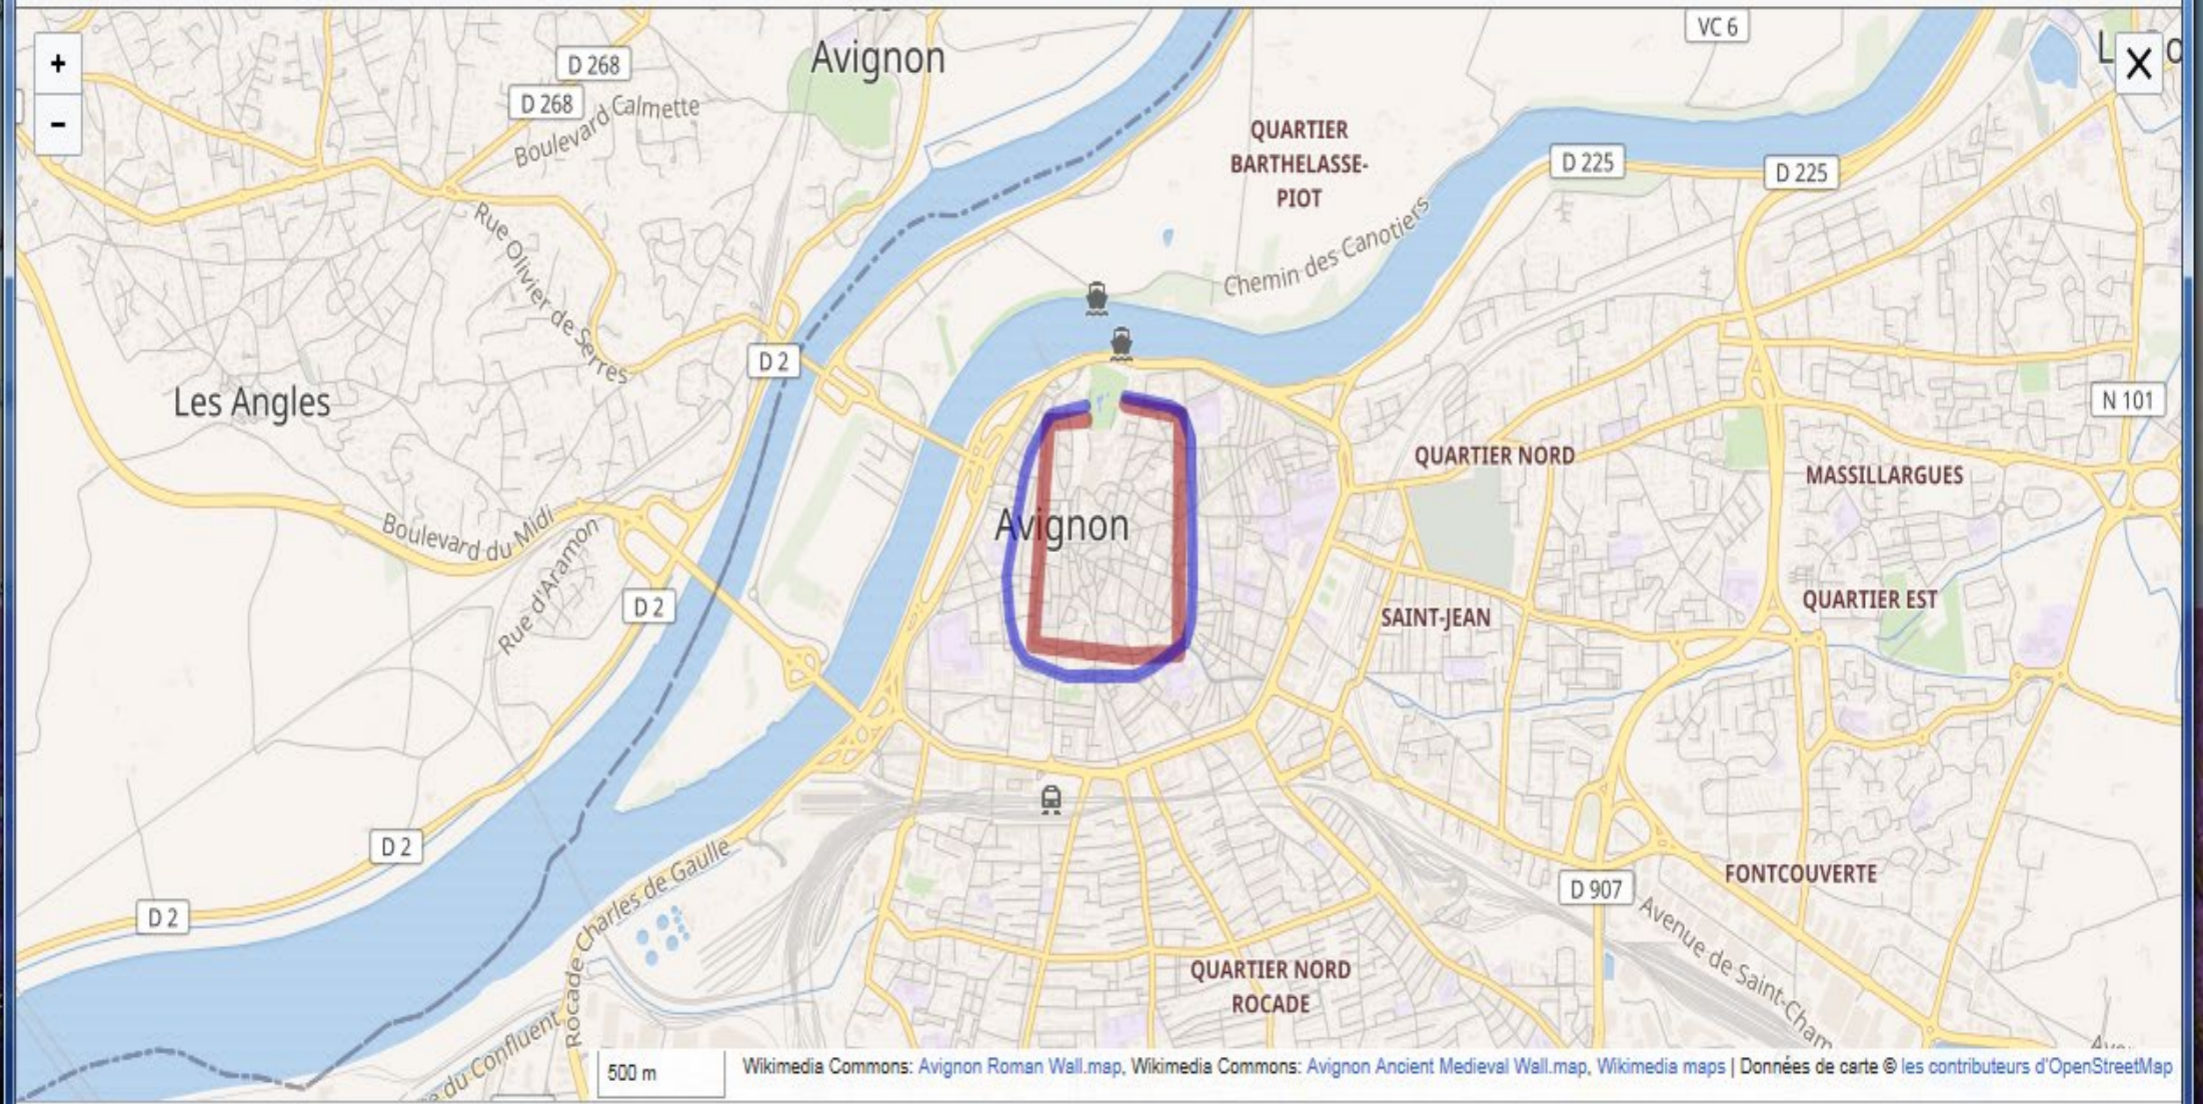 VC 6
+
Avignon
D 268
D 268
Boulevard Calmette
QUARTIER
BARTHELASSE-
PIOT
D 225
D 225
Rue Olivier de Serres
Chemin des Canotiers
D 2
Les Angles
N 101
QUARTIER NORD
MASSILLARGUES
Boulevard du Midi
Avignon
Rue d'Aramon
D 2
SAINT-JEAN
QUARTIER EST
D 2
Rocade Charles de Gaulle
D 907
FONTCOUVERTE
D 2
Avenue de Saint-Cham
QUARTIER NORD
ROCADE
du Confluent
500 m
Wikimedia Commons: Avignon Roman Wall.map, Wikimedia Commons: Avignon Ancient Medieval Wall.map, Wikimedia maps | Données de carte © les contributeurs d'OpenStreetMap